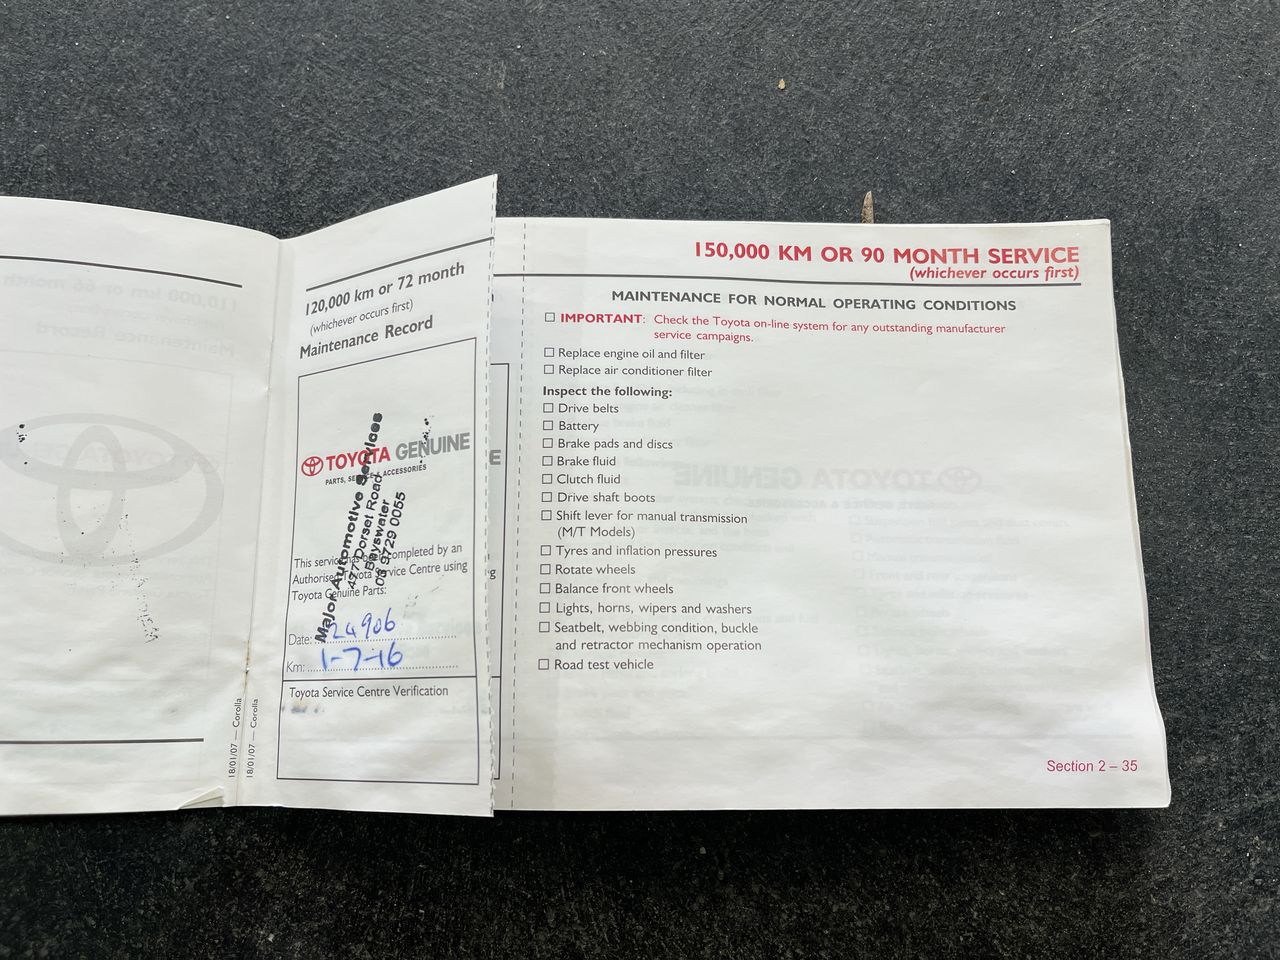 120,000 km or 72 month
(whichever occurs first)
Maintenance Record
TOYOTA GENUINE
PARTS, & ACCESSORIES
Major Automotive Services
477 Dorset Road
Bayswater
03 9729 0055
This service has been completed by an
Authorised Toyota Service Centre using
Toyota Genuine Parts:
Date: 24906
Km: 1-7-16
Toyota Service Centre Verification
18/01/07 — Corolla
18/01/07 — Corolla
E
g
150,000 KM OR 90 MONTH SERVICE
(whichever occurs first)
MAINTENANCE FOR NORMAL OPERATING CONDITIONS
☐ IMPORTANT: Check the Toyota on-line system for any outstanding manufacturer
service campaigns.
☐ Replace engine oil and filter
☐ Replace air conditioner filter
Inspect the following:
☐ Drive belts
☐ Battery
☐ Brake pads and discs
☐ Brake fluid
☐ Clutch fluid
☐ Drive shaft boots
☐ Shift lever for manual transmission
(M/T Models)
☐ Tyres and inflation pressures
☐ Rotate wheels
☐ Balance front wheels
☐ Lights, horns, wipers and washers
☐ Seatbelt, webbing condition, buckle
and retractor mechanism operation
☐ Road test vehicle
Section 2 – 35